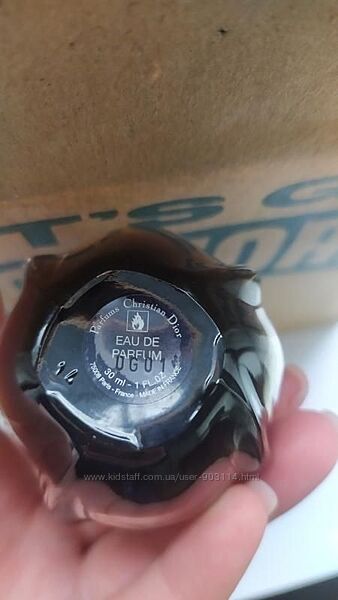 T'S G
Parfums Christian Dior
EAU DE
PARFUM
0G01
30 ml - 1 FL.OZ
75008 Paris - France - MADE IN FRANCE
www.kidstaff.com.ua/user-903114.html